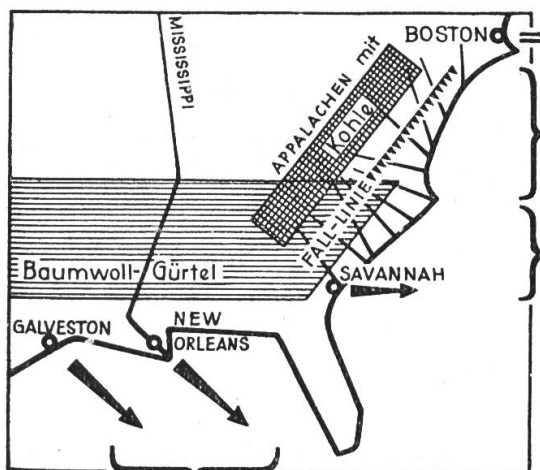 BOSTON
MISSISSIPPI
APPALACHEN mit
Kohle
FALL-LINIE
Baumwoll-Gürtel
SAVANNAH
GALVESTON
NEW
ORLEANS